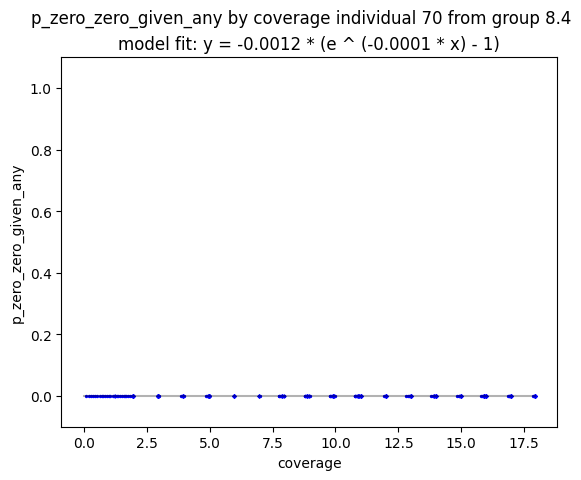 p_zero_zero_given_any by coverage individual 70 from group 8.4
model fit: y = -0.0012 * (e ^ (-0.0001 * x) - 1)
1.0
0.8
0.6
0.4
0.2
0.0
p_zero_zero_given_any
0.0 2.5 5.0 7.5 10.0 12.5 15.0 17.5
coverage